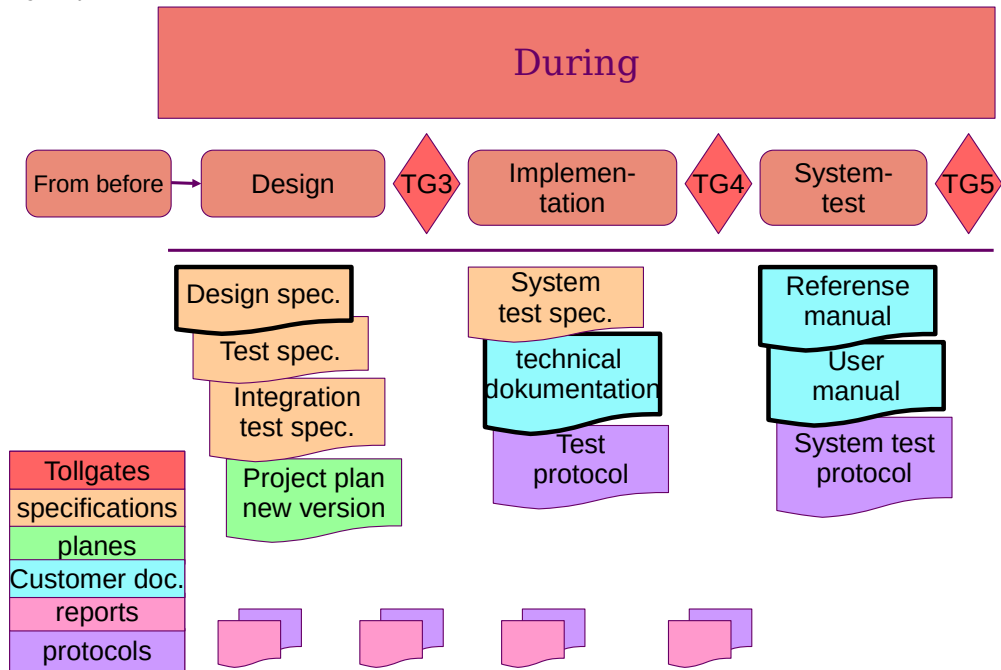 During
From before
Design
TG3
Implemen-
tation
TG4
System-
test
TG5
Design spec.
Test spec.
Integration
test spec.
Project plan
new version
System
test spec.
technical
dokumentation
Test
protocol
Referense
manual
User
manual
System test
protocol
Tollgates
specifications
planes
Customer doc.
reports
protocols